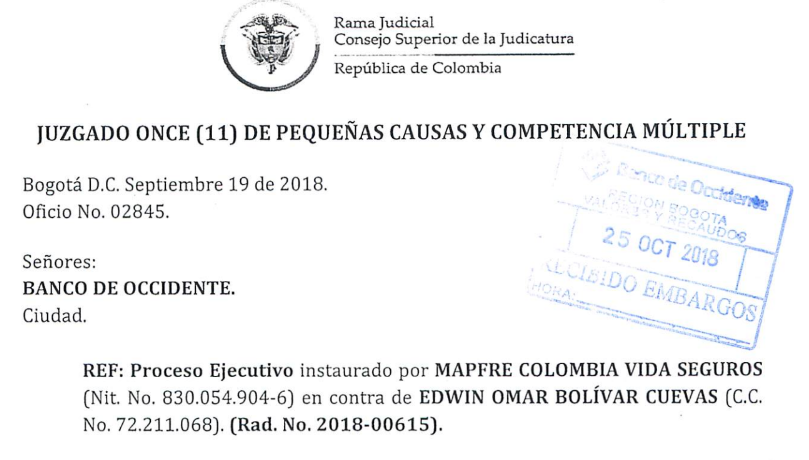 Rama Judicial
Consejo Superior de la Judicatura
República de Colombia
JUZGADO ONCE (11) DE PEQUEÑAS CAUSAS Y COMPETENCIA MÚLTIPLE
Bogotá D.C. Septiembre 19 de 2018.
Oficio No. 02845.
Banco de Occidente
REGION BOGOTA
VALORES Y RECAUDOS
25 OCT 2018
RECIBIDO EMBARGOS
HORA:
Señores:
BANCO DE OCCIDENTE.
Ciudad.
REF: Proceso Ejecutivo instaurado por MAPFRE COLOMBIA VIDA SEGUROS
(Nit. No. 830.054.904-6) en contra de EDWIN OMAR BOLÍVAR CUEVAS (C.C.
No. 72.211.068). (Rad. No. 2018-00615).